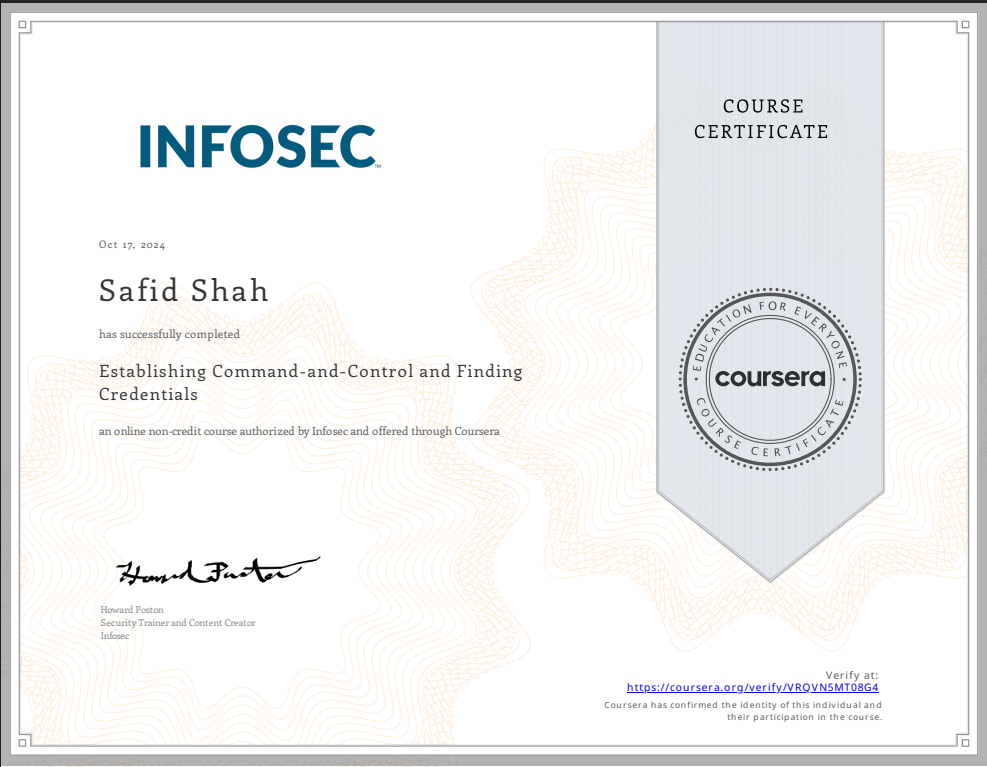 INFOSEC™
COURSE
CERTIFICATE
Oct 17, 2024
Safid Shah
has successfully completed
Establishing Command-and-Control and Finding
Credentials
an online non-credit course authorized by Infosec and offered through Coursera
EDUCATION FOR EVERYONE
coursera
COURSE CERTIFICATE
Howard Poston
Howard Poston
Security Trainer and Content Creator
Infosec
Verify at:
https://coursera.org/verify/VRQVN5MT08G4
Coursera has confirmed the identity of this individual and
their participation in the course.